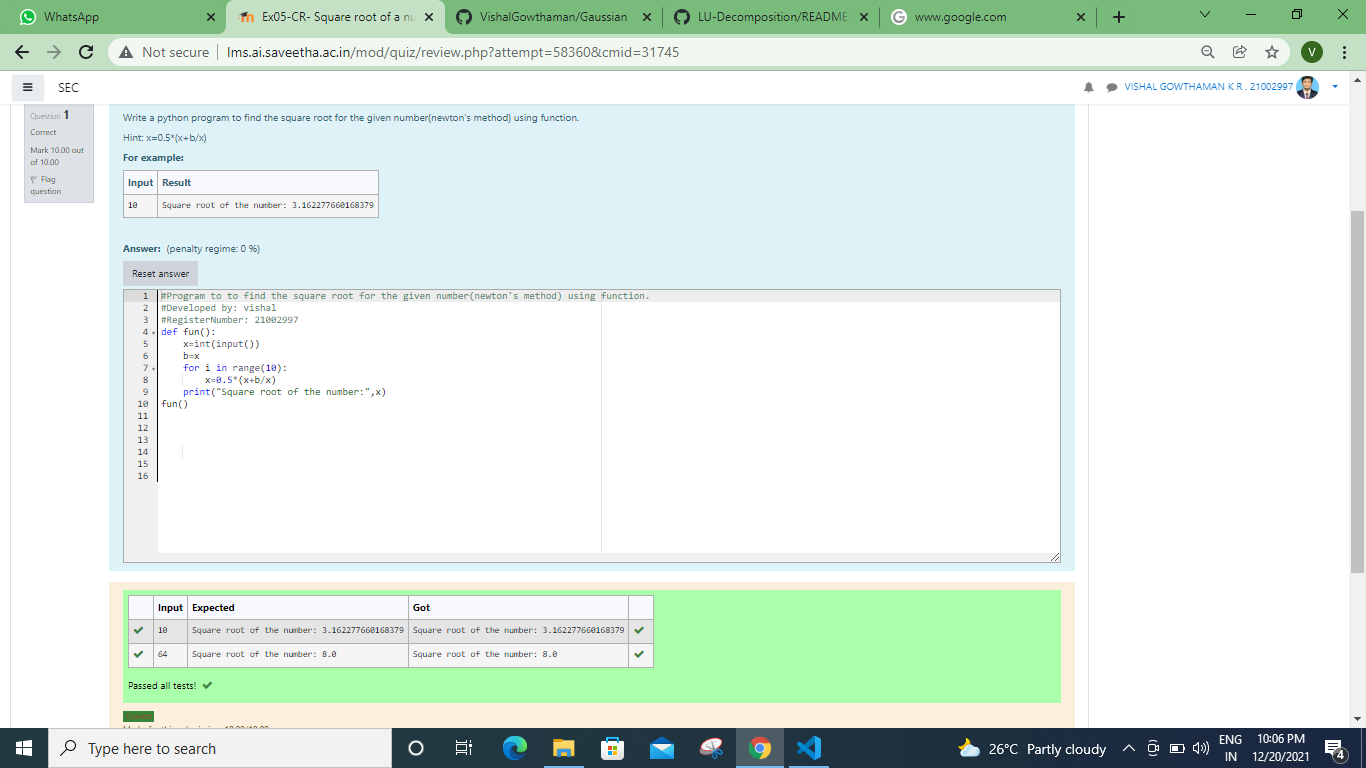 WhatsApp
Ex05-CR- Square root of a nu
VishalGowthaman/Gaussian
LU-Decomposition/README.
www.google.com
Not secure
lms.ai.saveetha.ac.in/mod/quiz/review.php?attempt=58360&cmid=31745
V
SEC
VISHAL GOWTHAMAN K R . 21002997
Question 1
Correct
Mark 10.00 out
of 10.00
Flag
question
Write a python program to find the square root for the given number(newton's method) using function.
Hint: x=0.5*(x+b/x)
For example:
Input Result
10 Square root of the number: 3.162277660168379
Answer: (penalty regime: 0 %)
Reset answer
1 #Program to to find the square root for the given number(newton's method) using function.
2 #Developed by: vishal
3 #RegisterNumber: 21002997
4 def fun():
5 x=int(input())
6 b=x
7 for i in range(10):
8 x=0.5*(x+b/x)
9 print("Square root of the number:",x)
10 fun()
11
12
13
14
15
16
Input Expected Got
10 Square root of the number: 3.162277660168379 Square root of the number: 3.162277660168379
64 Square root of the number: 8.0 Square root of the number: 8.0
Passed all tests!
Type here to search
26°C Partly cloudy
ENG
IN
10:06 PM
12/20/2021
4